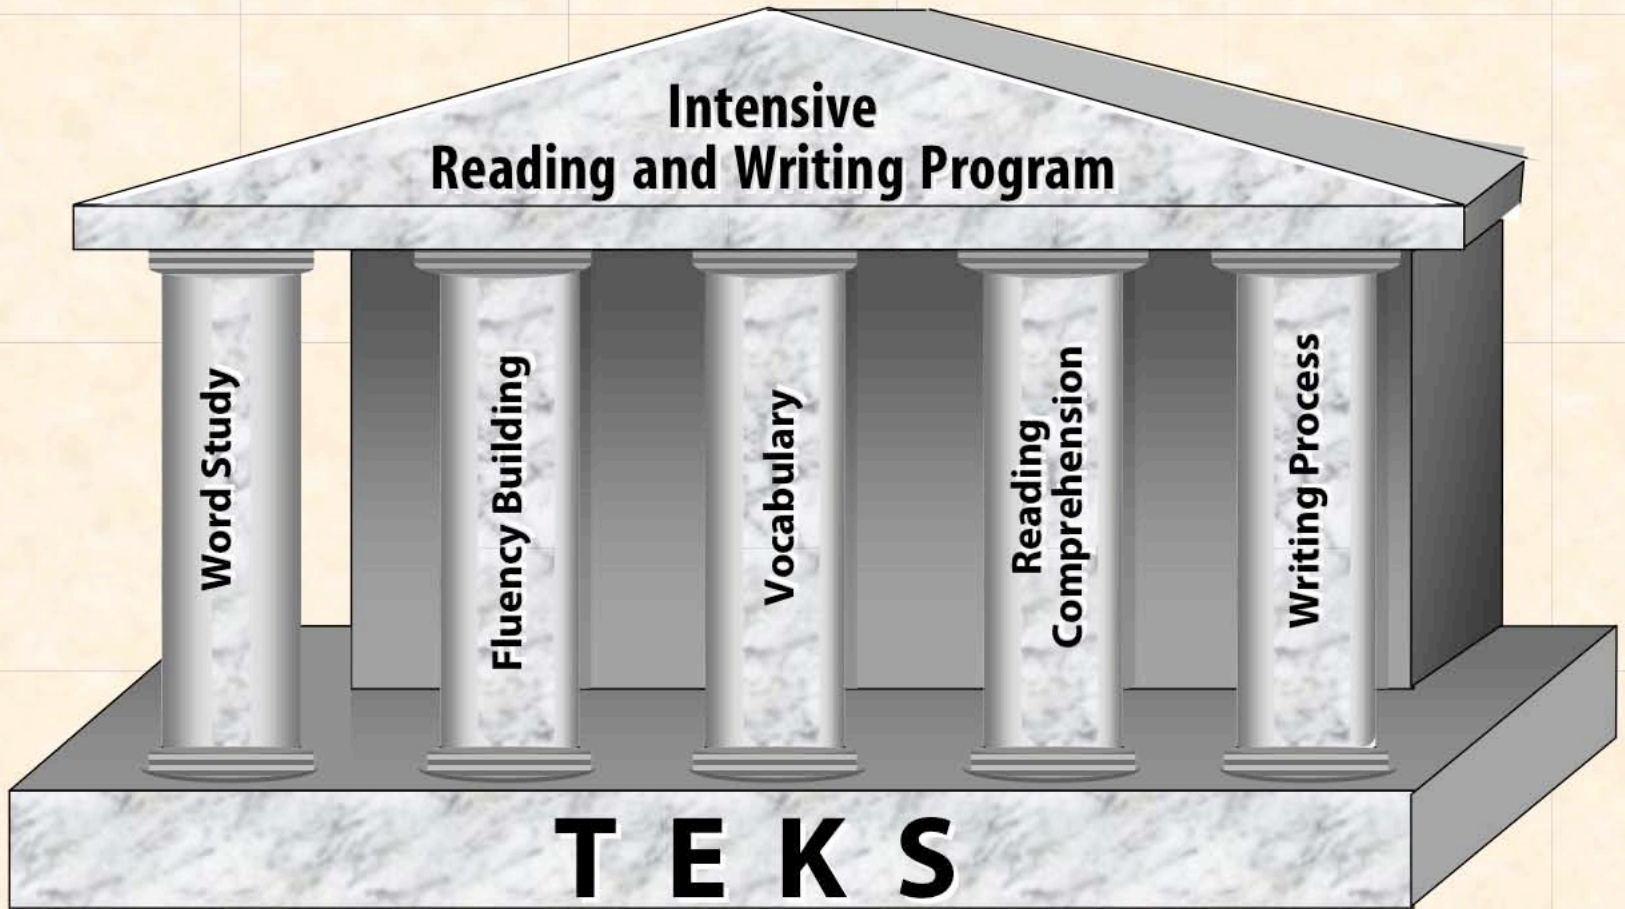 Intensive
Reading and Writing Program
Word Study
Fluency Building
Vocabulary
Reading
Comprehension
Writing Process
TEKS